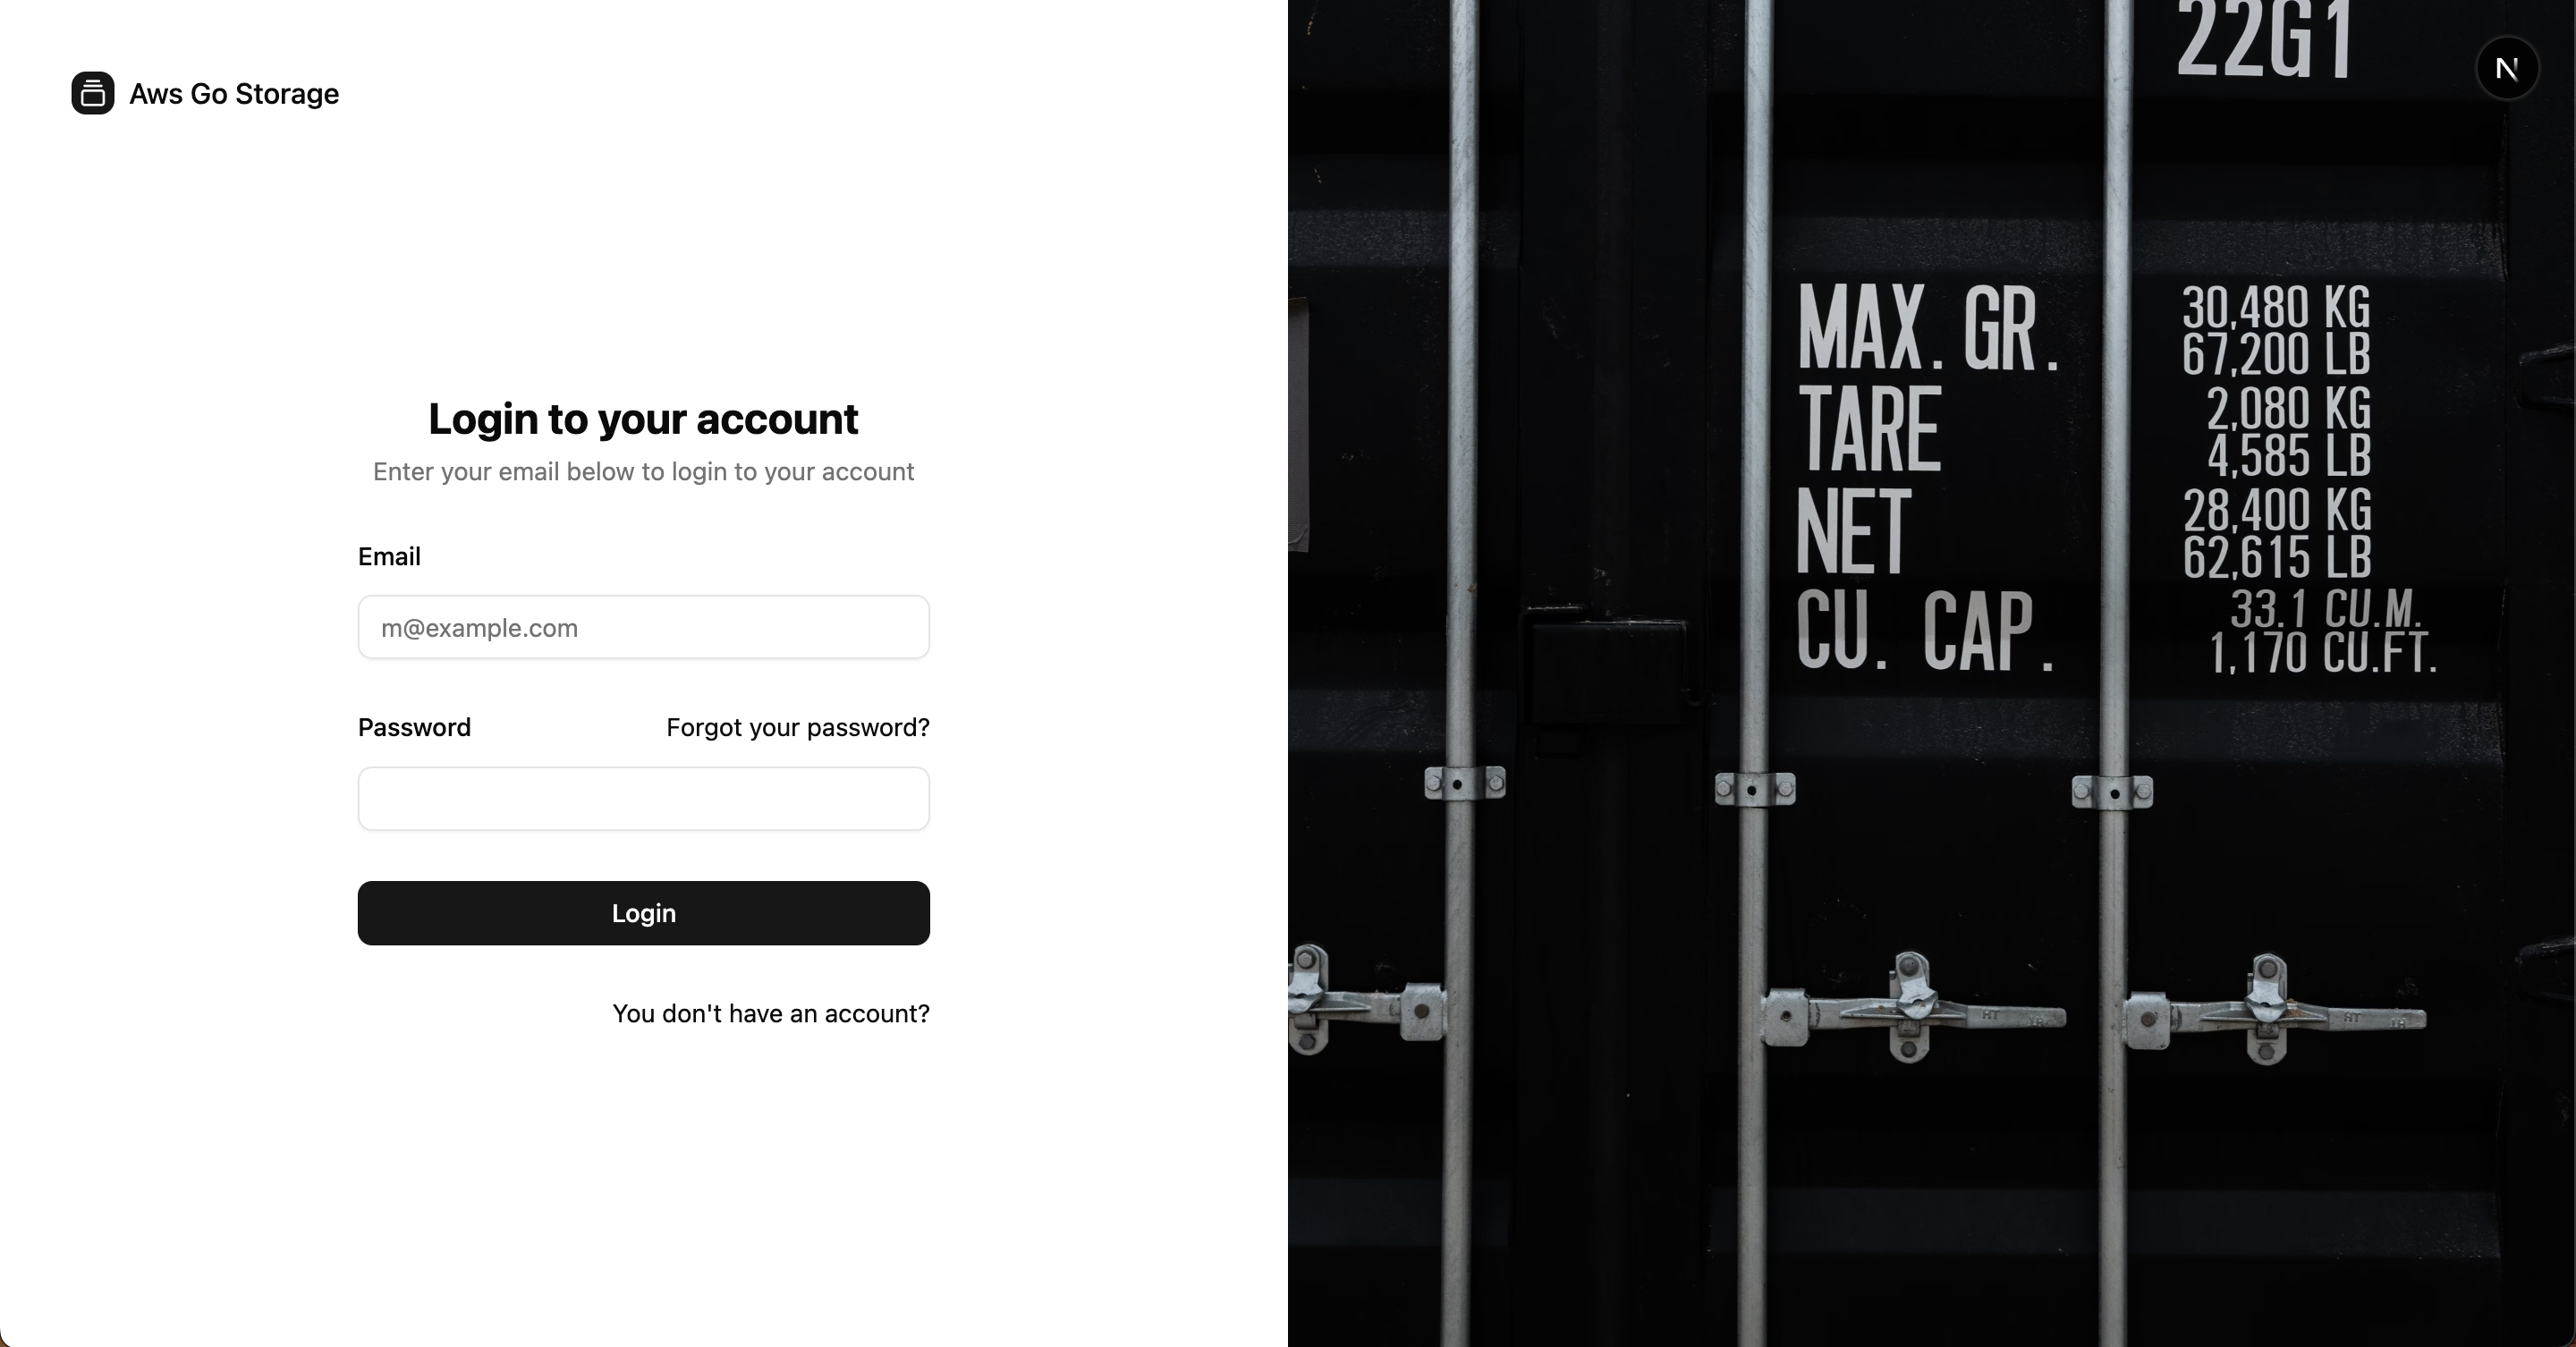 Aws Go Storage
Login to your account
Enter your email below to login to your account
Email
m@example.com
Password
Forgot your password?
Login
You don't have an account?
22G1
N
MAX. GR.
30,480 KG
67,200 LB
TARE
2,080 KG
4,585 LB
NET
28,400 KG
62,615 LB
CU. CAP.
33.1 CU.M.
1,170 CU.FT.
HT
HT